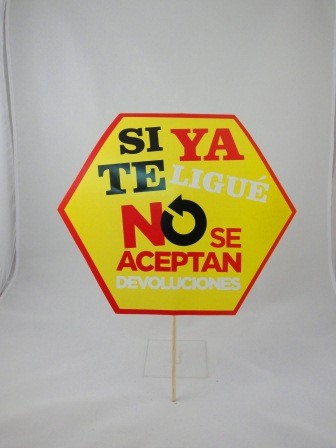 SI YA
TE LIGUÉ
NO SE
ACEPTAN
DEVOLUCIONES